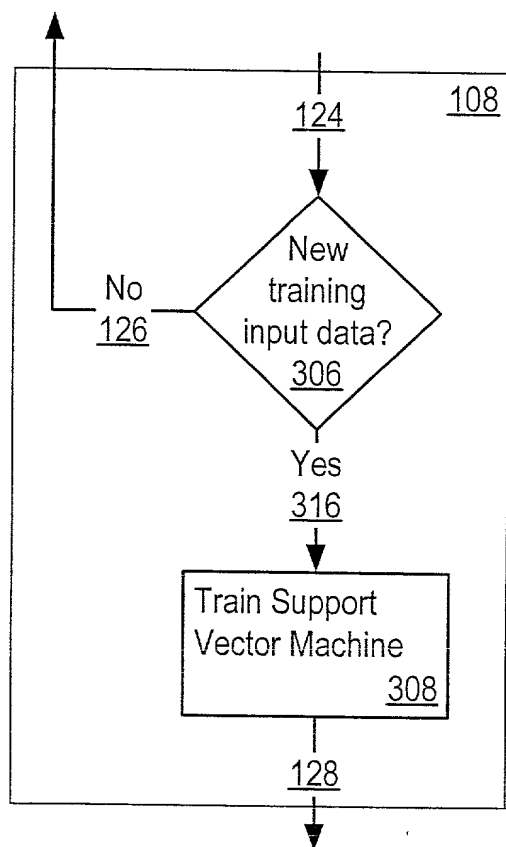 108
124
New
training
input data?
306
No
126
Yes
316
Train Support
Vector Machine
308
128